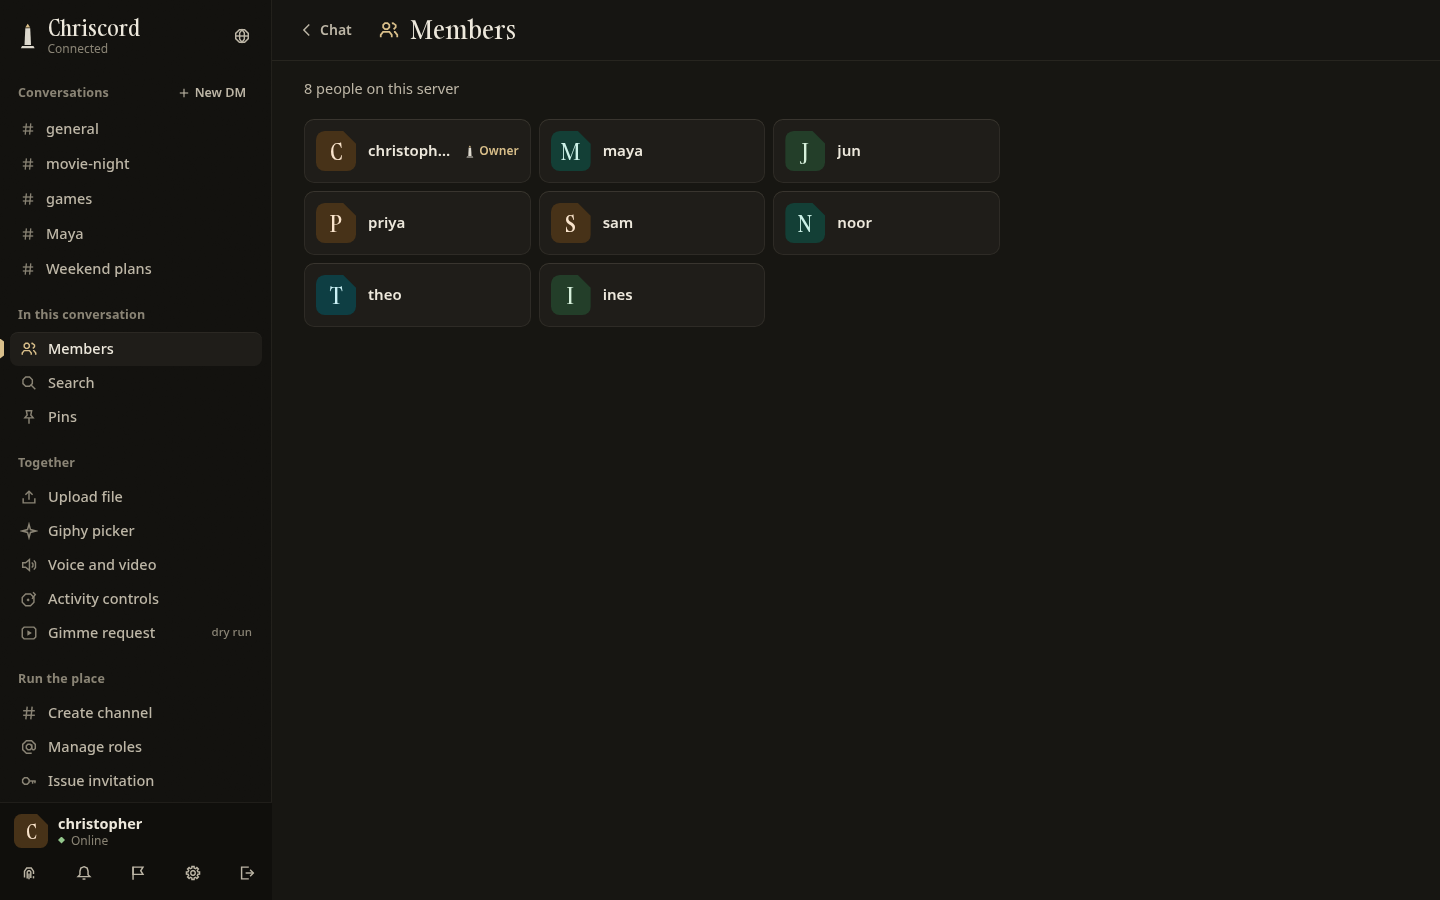 Chriscord
Connected
Conversations
New DM
general
movie-night
games
Maya
Weekend plans
In this conversation
Members
Search
Pins
Together
Upload file
Giphy picker
Voice and video
Activity controls
Gimme request
dry run
Run the place
Create channel
Manage roles
Issue invitation
C
christopher
Online
Chat
Members
8 people on this server
C
christoph...
Owner
M
maya
J
jun
P
priya
S
sam
N
noor
T
theo
I
ines